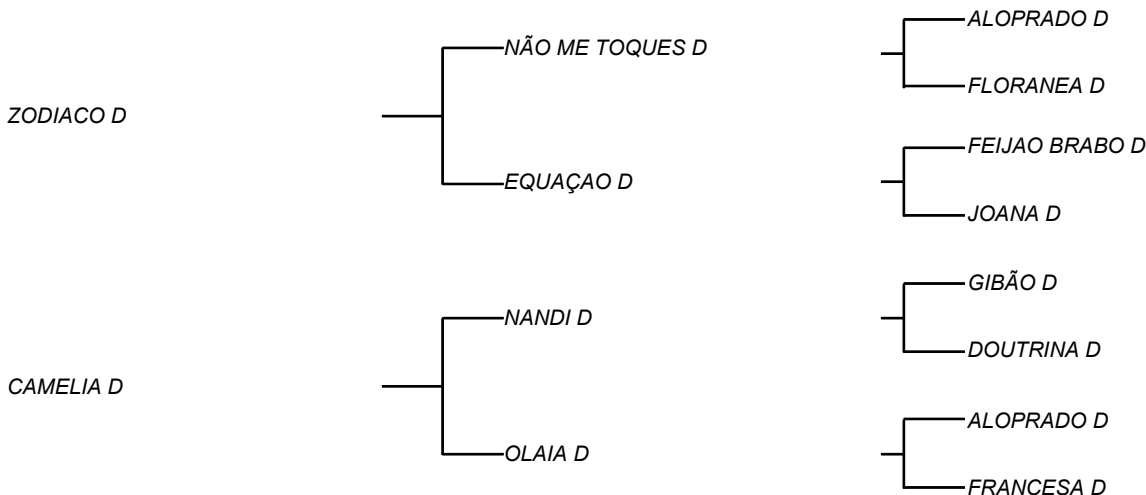 ALOPRADO D
NÃO ME TOQUES D
FLORANEA D
ZODIACO D
FEIJAO BRABO D
EQUAÇAO D
JOANA D
GIBÃO D
NANDI D
DOUTRINA D
CAMELIA D
ALOPRADO D
OLAIA D
FRANCESA D